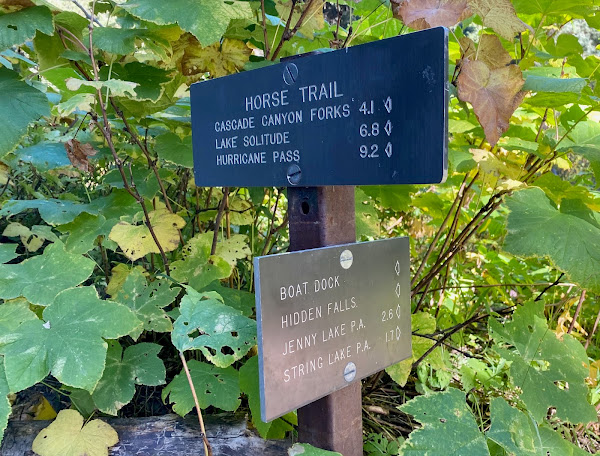 HORSE TRAIL
CASCADE CANYON FORKS 4.1
LAKE SOLITUDE 6.8
HURRICANE PASS 9.2
BOAT DOCK
HIDDEN FALLS
JENNY LAKE P.A. 2.6
STRING LAKE P.A. 1.7